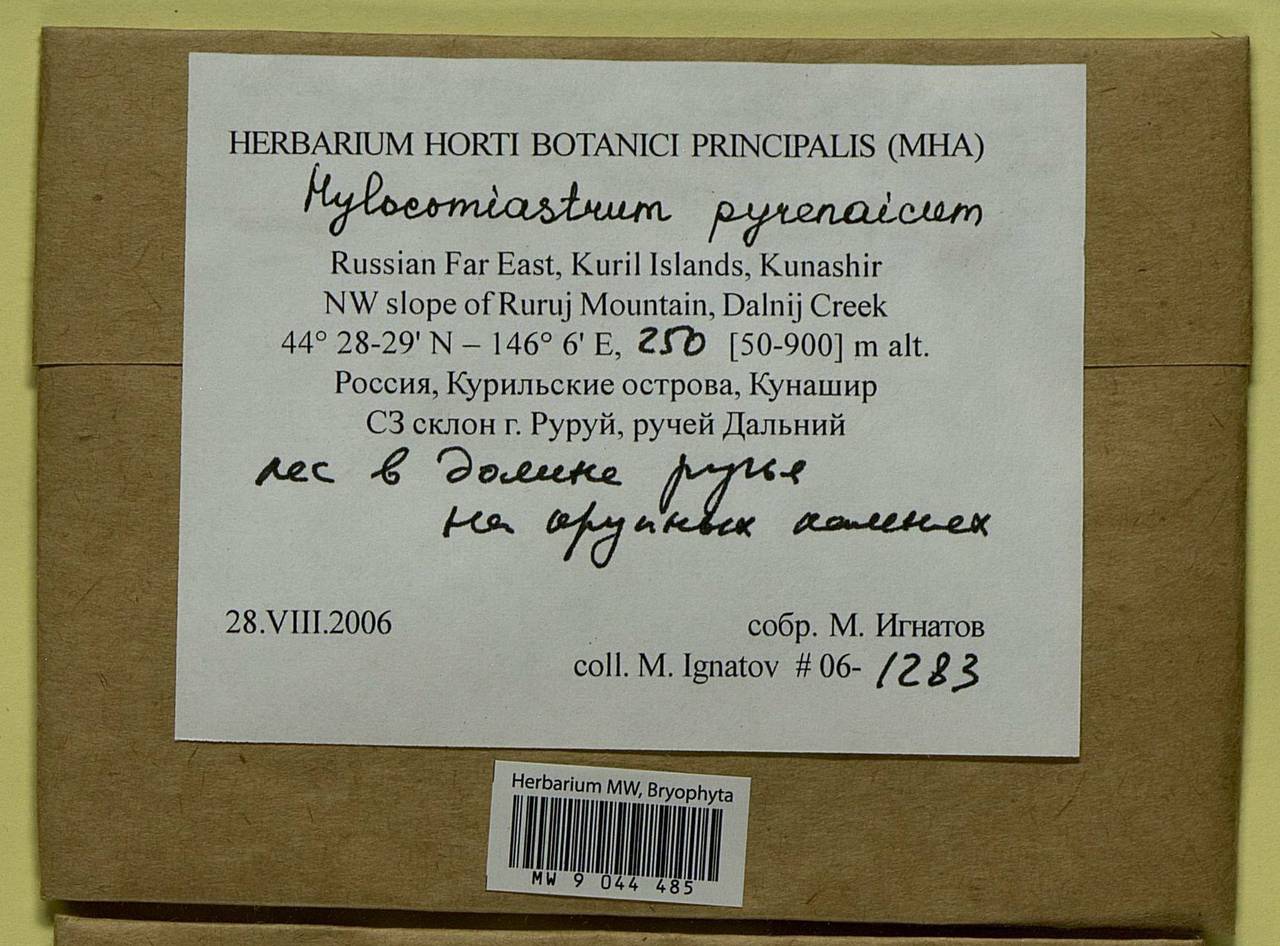 HERBARIUM HORTI BOTANICI PRINCIPALIS (MHA)
Hylocomiastrum pyrenaicum
Russian Far East, Kuril Islands, Kunashir
NW slope of Ruruj Mountain, Dalnij Creek
44° 28-29' N – 146° 6' E, 250 [50-900] m alt.
Россия, Курильские острова, Кунашир
СЗ склон г. Руруй, ручей Дальний
лес в долине ручья
на крупных камнях
28.VIII.2006
собр. М. Игнатов
coll. M. Ignatov # 06- 1283
Herbarium MW, Bryophyta
MW 9 044 485